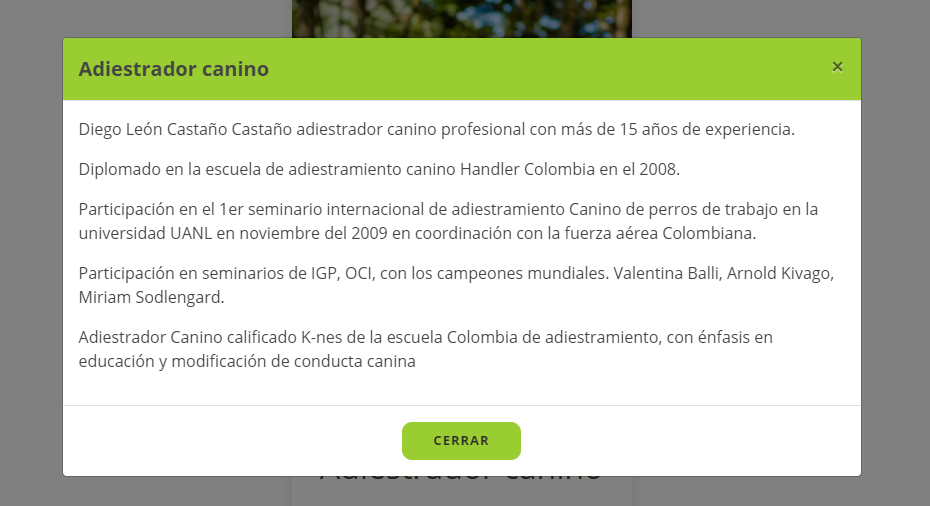 Adiestrador canino
×
Diego León Castaño Castaño adiestrador canino profesional con más de 15 años de experiencia.
Diplomado en la escuela de adiestramiento canino Handler Colombia en el 2008.
Participación en el 1er seminario internacional de adiestramiento Canino de perros de trabajo en la
universidad UANL en noviembre del 2009 en coordinación con la fuerza aérea Colombiana.
Participación en seminarios de IGP, OCI, con los campeones mundiales. Valentina Balli, Arnold Kivago,
Miriam Sodlengard.
Adiestrador Canino calificado K-nes de la escuela Colombia de adiestramiento, con énfasis en
educación y modificación de conducta canina
CERRAR
Adiestrador canino